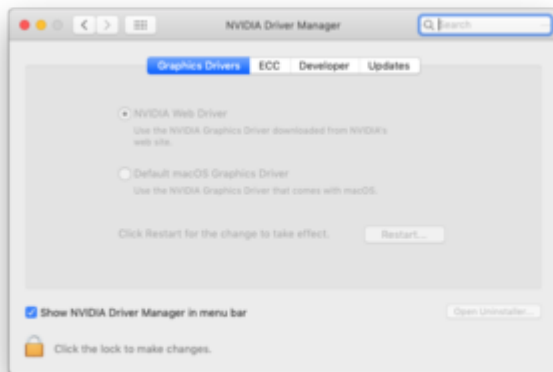 NVIDIA Driver Manager
Search
Graphics Drivers ECC Developer Updates
NVIDIA Web Driver
Use the NVIDIA Graphics Driver downloaded from NVIDIA's
web site.
Default macOS Graphics Driver
Use the NVIDIA Graphics Driver that comes with macOS.
Click Restart for the change to take effect. Restart...
Show NVIDIA Driver Manager in menu bar
Open Uninstaller...
Click the lock to make changes.